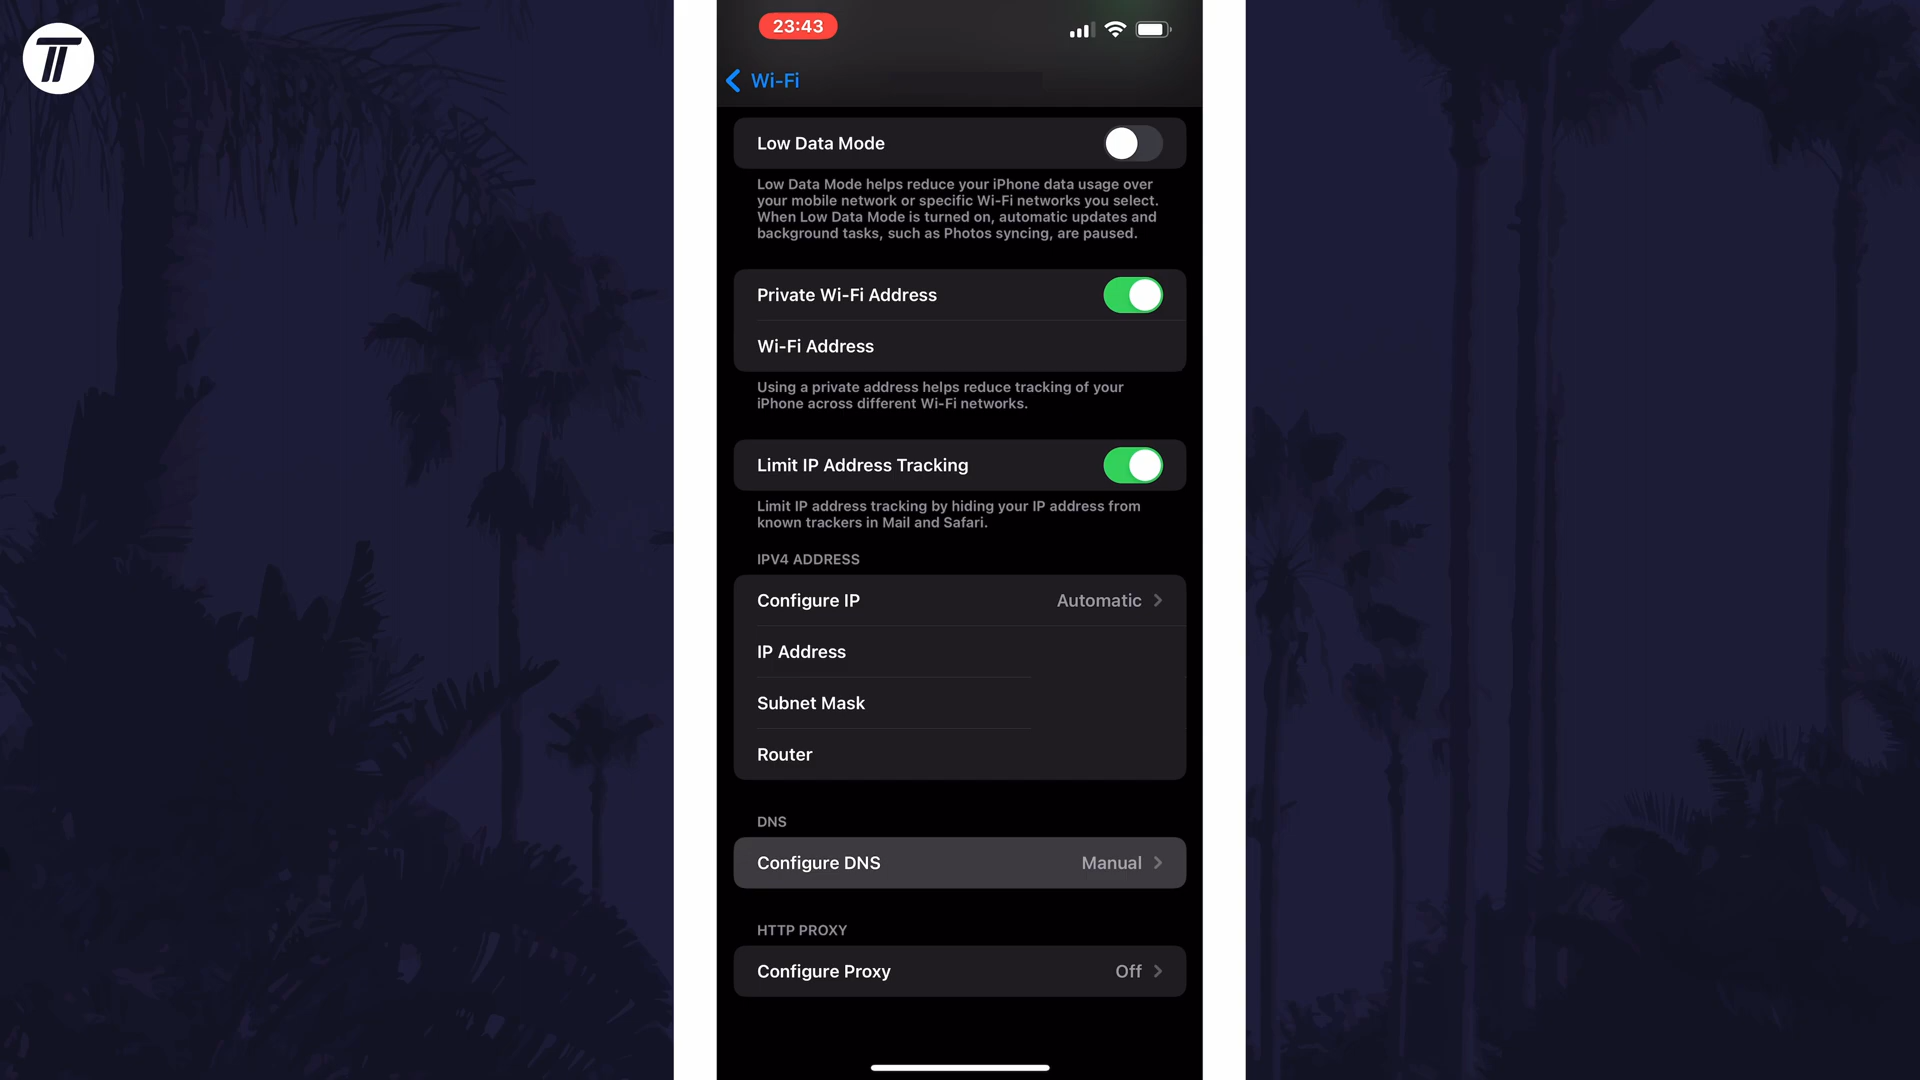 23:43
Wi-Fi
Low Data Mode
Low Data Mode helps reduce your iPhone data usage over
your mobile network or specific Wi-Fi networks you select.
When Low Data Mode is turned on, automatic updates and
background tasks, such as Photos syncing, are paused.
Private Wi-Fi Address
Wi-Fi Address
Using a private address helps reduce tracking of your
iPhone across different Wi-Fi networks.
Limit IP Address Tracking
Limit IP address tracking by hiding your IP address from
known trackers in Mail and Safari.
IPV4 ADDRESS
Configure IP Automatic
IP Address
Subnet Mask
Router
DNS
Configure DNS Manual
HTTP PROXY
Configure Proxy Off